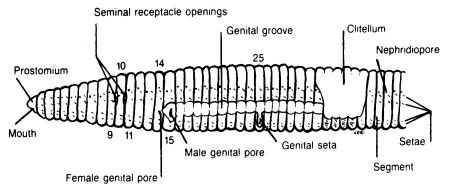 Seminal receptacle openings
Genital groove
Clitellum
Nephridiopore
Prostomium
10
14
25
Mouth
9
11
15
Male genital pore
Genital seta
Segment
Setae
Female genital pore